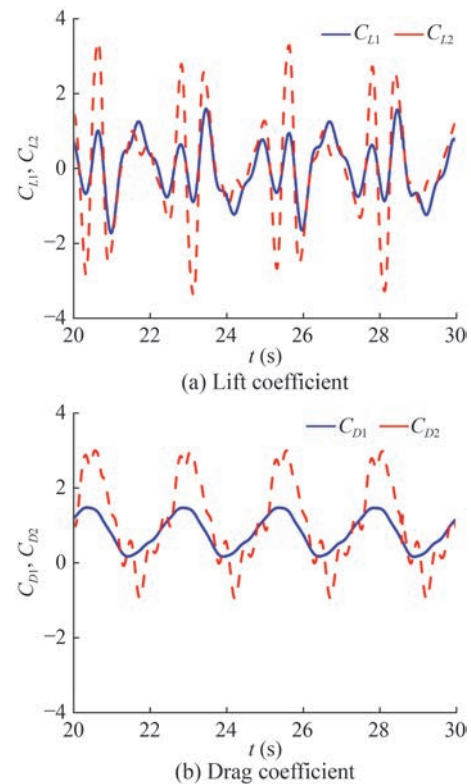 C_{L1} C_{L2}
4
2
0
−2
−4
C_{L1}, C_{L2}
20 22 24 26 28 30
t (s)
(a) Lift coefficient
C_{D1} C_{D2}
4
2
0
−2
−4
C_{D1}, C_{D2}
20 22 24 26 28 30
t (s)
(b) Drag coefficient